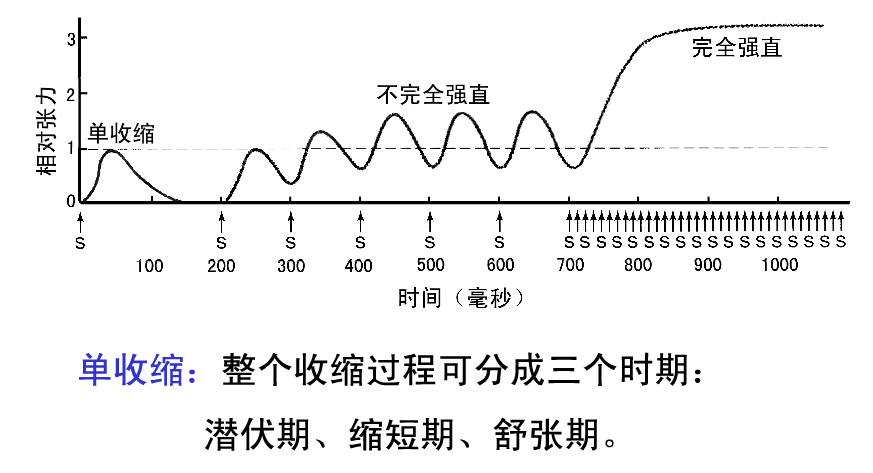 3
完全强直
2
不完全强直
相对张力
单收缩
1
0
S S S S S S S S S S S S S S S S S S S S S S S
100 200 300 400 500 600 700 800 900 1000
时间（毫秒）
单收缩：整个收缩过程可分成三个时期：
潜伏期、缩短期、舒张期。